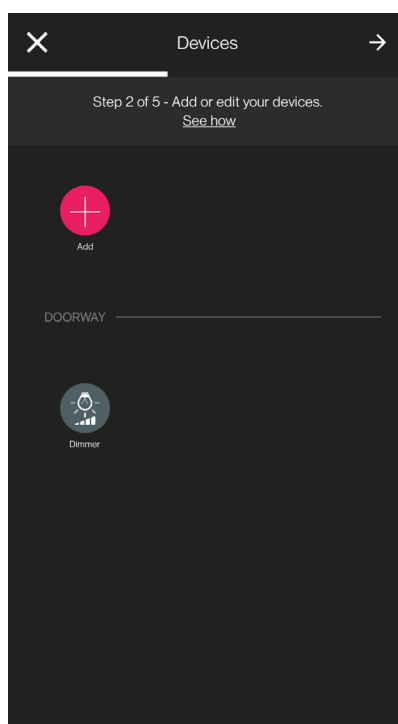 Devices
Step 2 of 5 - Add or edit your devices.
See how
Add
DOORWAY
Dimmer